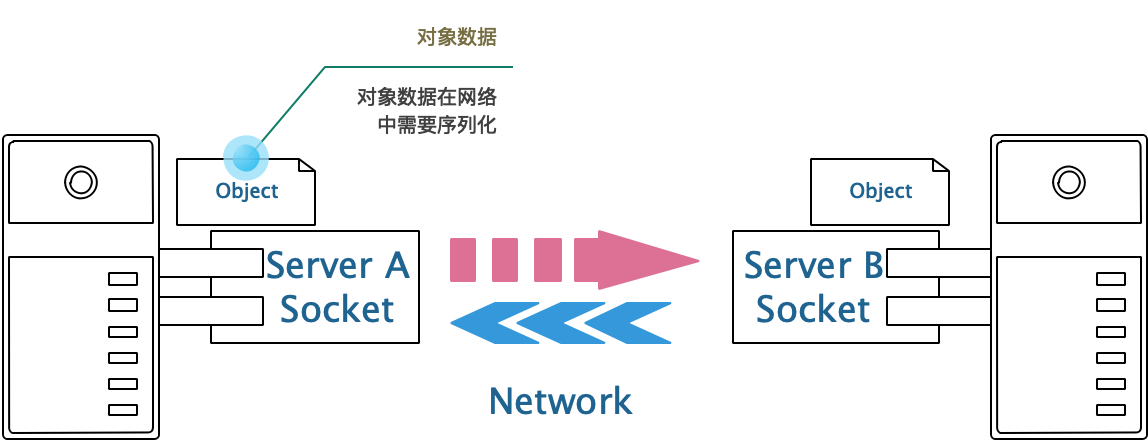 对象数据
对象数据在网络
中需要序列化
Object
Object
Server A
Socket
Server B
Socket
Network